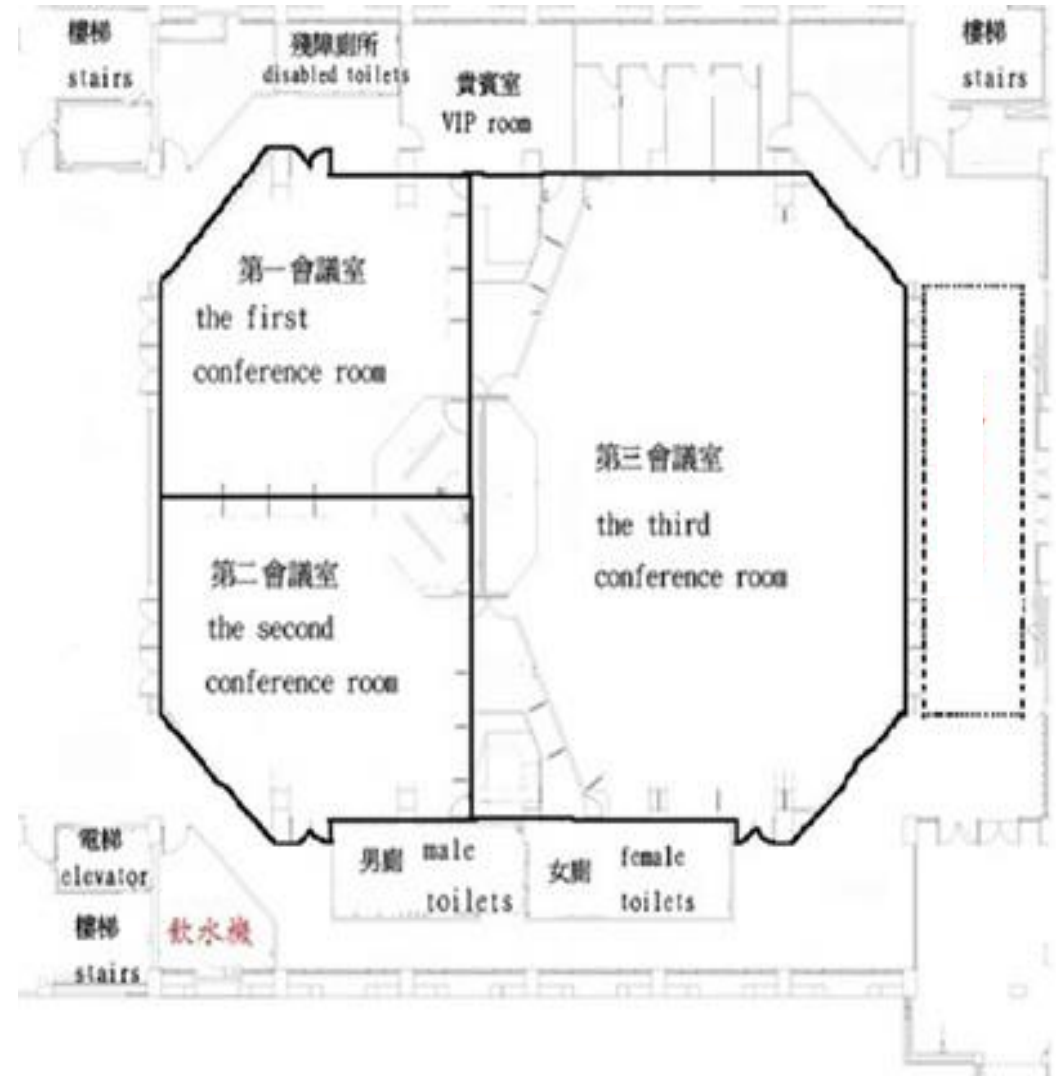 樓梯
stairs
殘障廁所
disabled toilets
貴賓室
VIP room
樓梯
stairs
第一會議室
the first
conference room
第三會議室
the third
conference room
第二會議室
the second
conference room
電梯
elevator
樓梯
stairs
飲水機
男廁 male
toilets
女廁 female
toilets